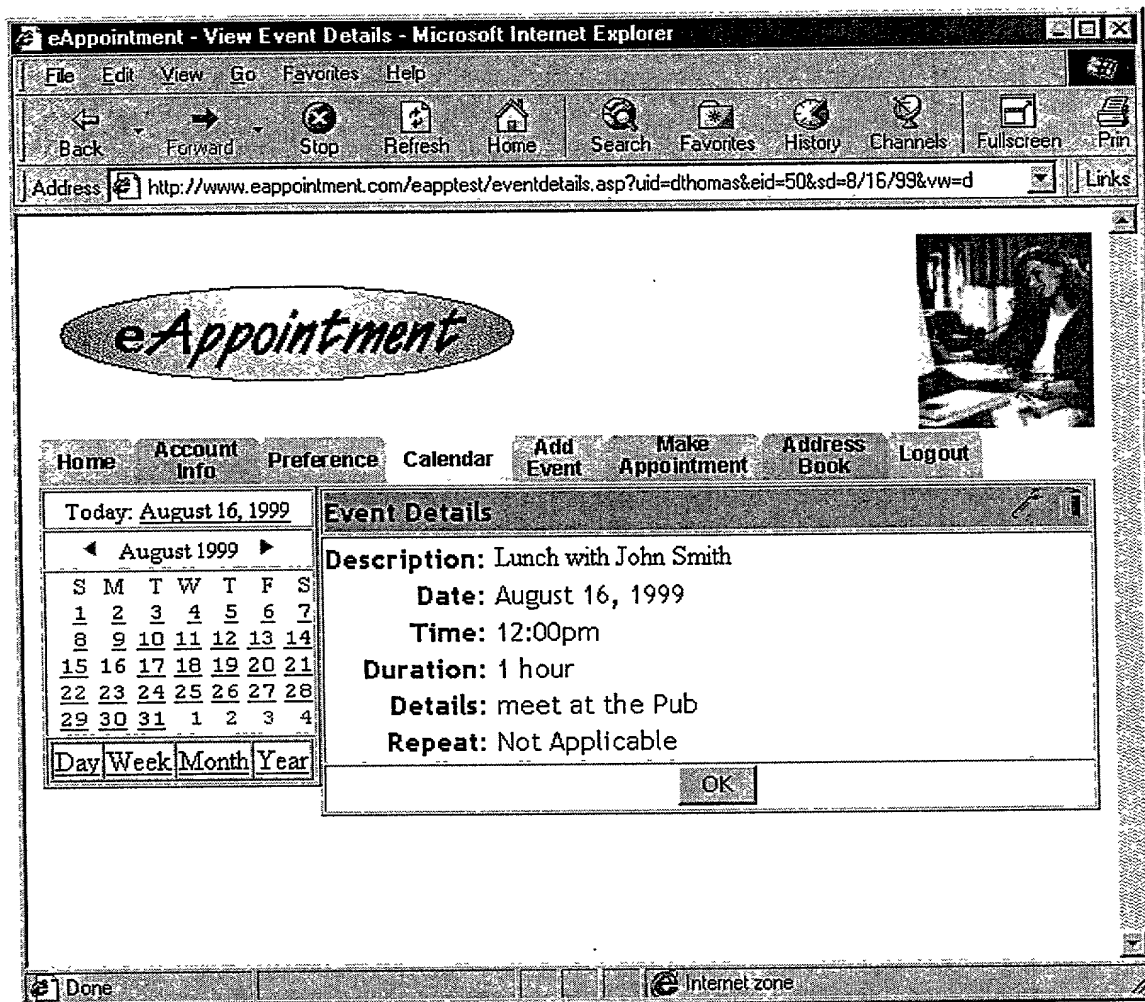 eAppointment - View Event Details - Microsoft Internet Explorer
File Edit View Go Favorites Help
Back Forward Stop Refresh Home Search Favorites History Channels Fullscreen Prin
Address http://www.eappointment.com/eapptest/eventdetails.asp?uid=dthomas&eid=50&sd=8/16/99&vw=d Links
eAppointment
Home Account Info Preference Calendar Add Event Make Appointment Address Book Logout
Today: August 16, 1999
August 1999
S M T W T F S
1 2 3 4 5 6 7
8 9 10 11 12 13 14
15 16 17 18 19 20 21
22 23 24 25 26 27 28
29 30 31 1 2 3 4
Day Week Month Year
Event Details
Description: Lunch with John Smith
Date: August 16, 1999
Time: 12:00pm
Duration: 1 hour
Details: meet at the Pub
Repeat: Not Applicable
OK
Done Internet zone